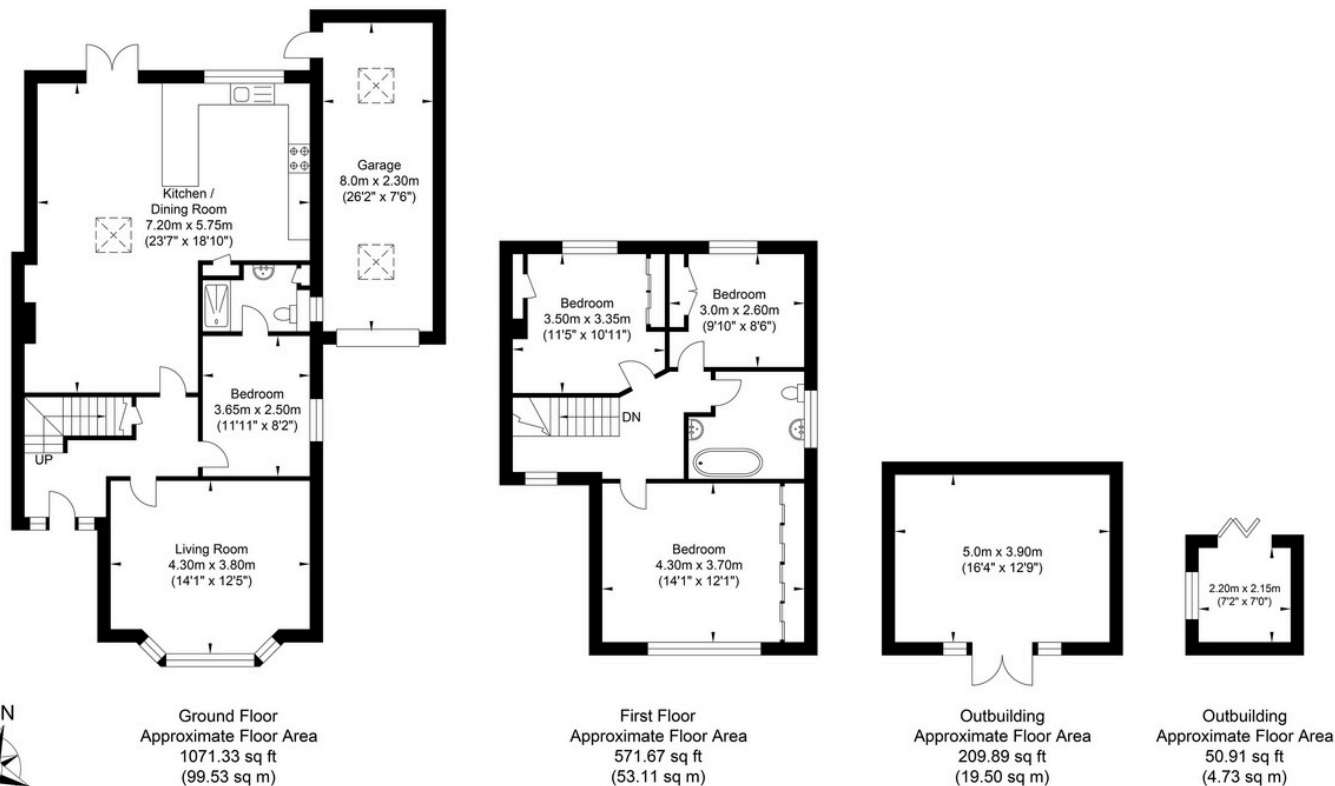 Garage
8.0m x 2.30m
(26'2" x 7'6")
Kitchen /
Dining Room
7.20m x 5.75m
(23'7" x 18'10")
Bedroom
3.65m x 2.50m
(11'11" x 8'2")
UP
Living Room
4.30m x 3.80m
(14'1" x 12'5")
Bedroom
3.50m x 3.35m
(11'5" x 10'11")
Bedroom
3.0m x 2.60m
(9'10" x 8'6")
DN
Bedroom
4.30m x 3.70m
(14'1" x 12'1")
5.0m x 3.90m
(16'4" x 12'9")
2.20m x 2.15m
(7'2" x 7'0")
N
Ground Floor
Approximate Floor Area
1071.33 sq ft
(99.53 sq m)
First Floor
Approximate Floor Area
571.67 sq ft
(53.11 sq m)
Outbuilding
Approximate Floor Area
209.89 sq ft
(19.50 sq m)
Outbuilding
Approximate Floor Area
50.91 sq ft
(4.73 sq m)